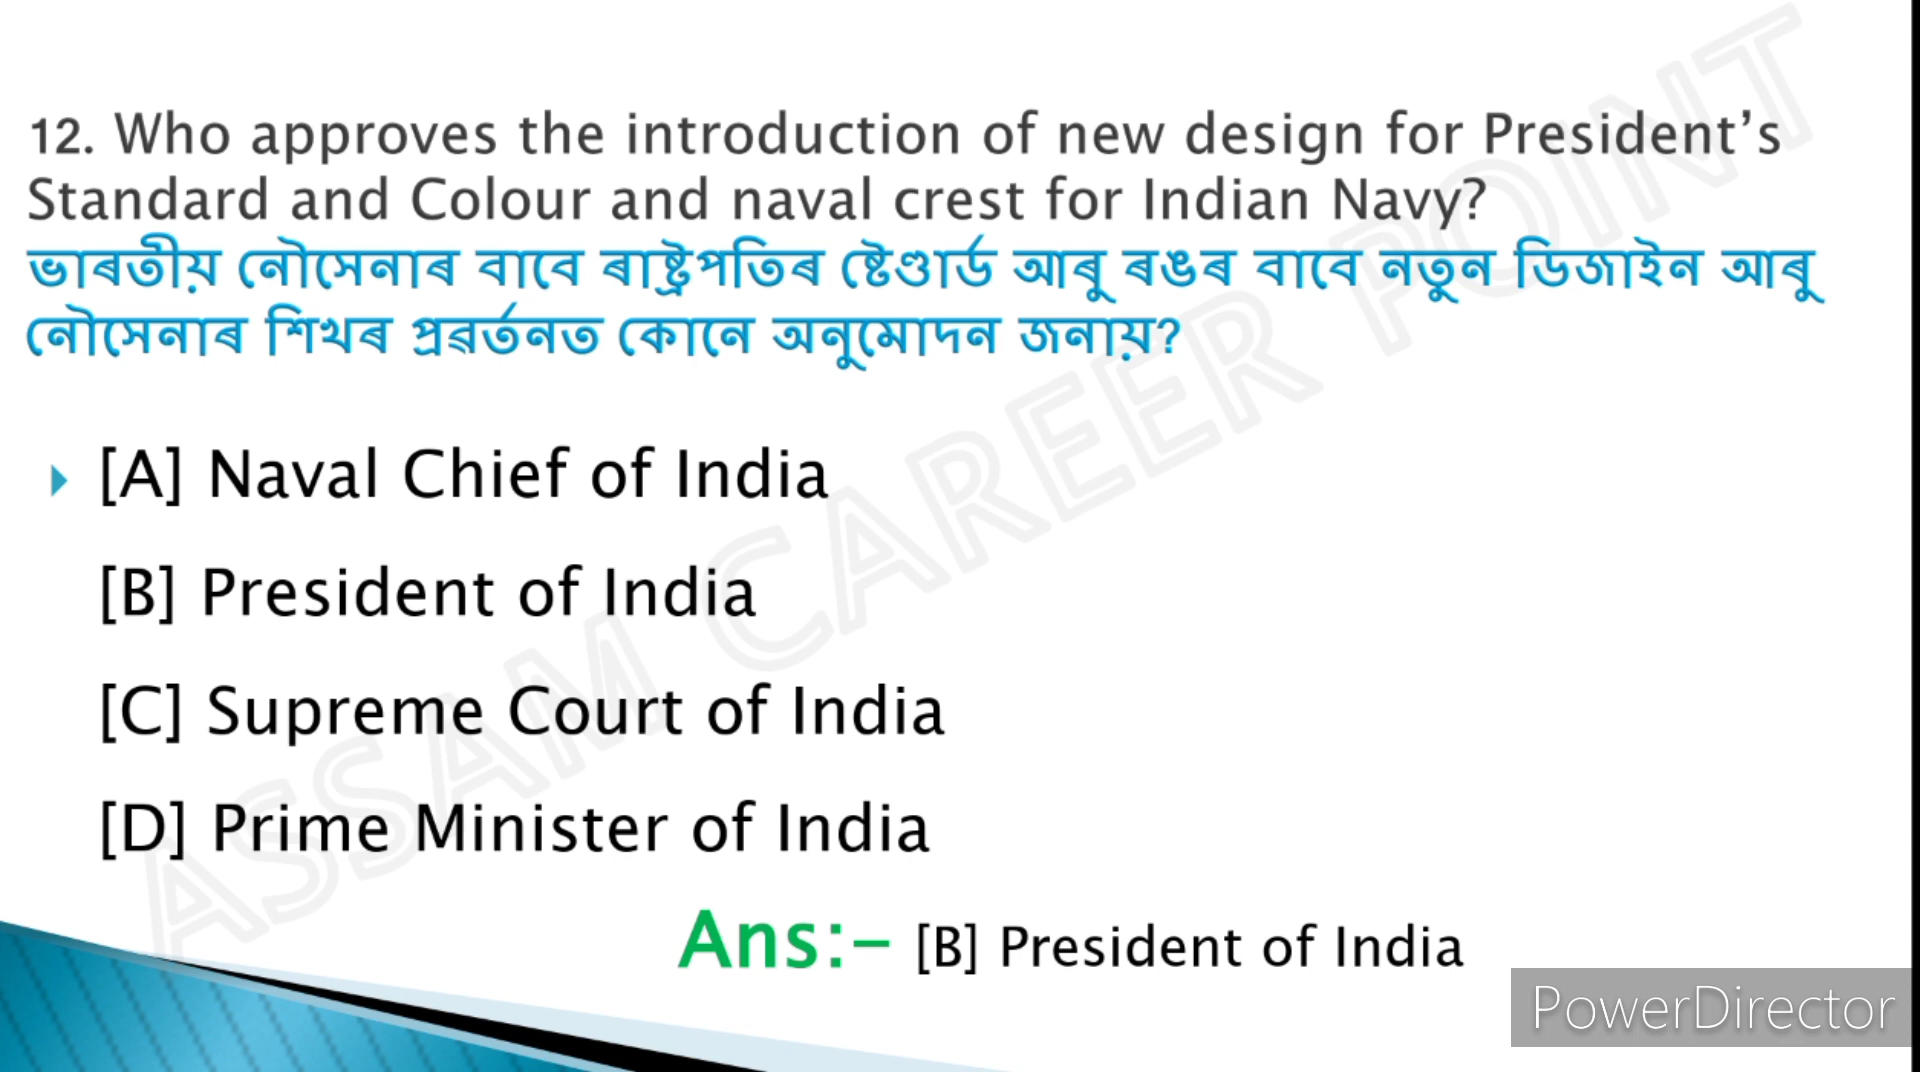 12. Who approves the introduction of new design for President’s
Standard and Colour and naval crest for Indian Navy?
ভাৰতীয় নৌসেনাৰ বাবে ৰাষ্ট্ৰপতিৰ ষ্টেণ্ডাৰ্ড আৰু ৰঙৰ বাবে নতুন ডিজাইন আৰু
নৌসেনাৰ শিখৰ প্ৰৱৰ্তনত কোনে অনুমোদন জনায়?
[A] Naval Chief of India
[B] President of India
[C] Supreme Court of India
[D] Prime Minister of India
Ans:– [B] President of India
ASSAM CAREER POINT
PowerDirector